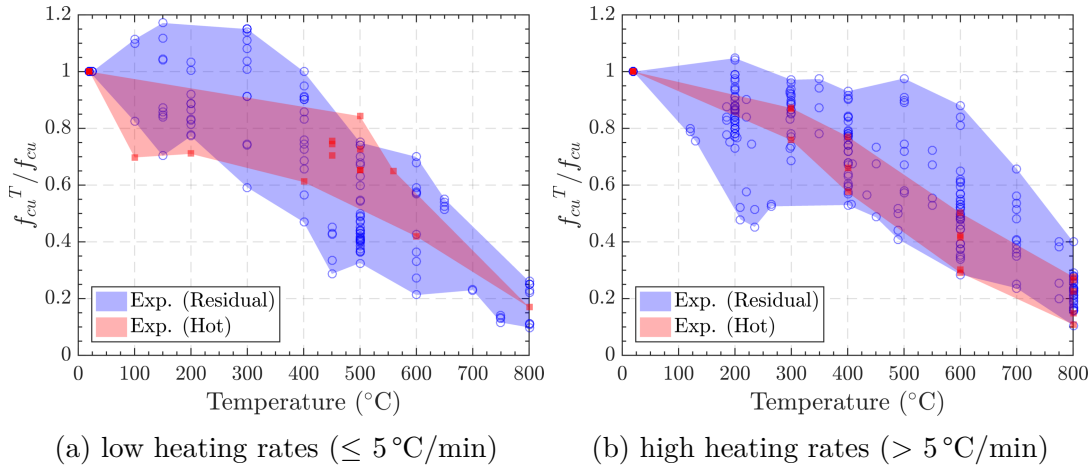 1.2
1
0.8
0.6
0.4
0.2
0
f_cu^T / f_cu
Exp. (Residual)
Exp. (Hot)
0 100 200 300 400 500 600 700 800
Temperature (°C)
(a) low heating rates (≤ 5 °C/min)
1.2
1
0.8
0.6
0.4
0.2
0
f_cu^T / f_cu
Exp. (Residual)
Exp. (Hot)
0 100 200 300 400 500 600 700 800
Temperature (°C)
(b) high heating rates (> 5 °C/min)